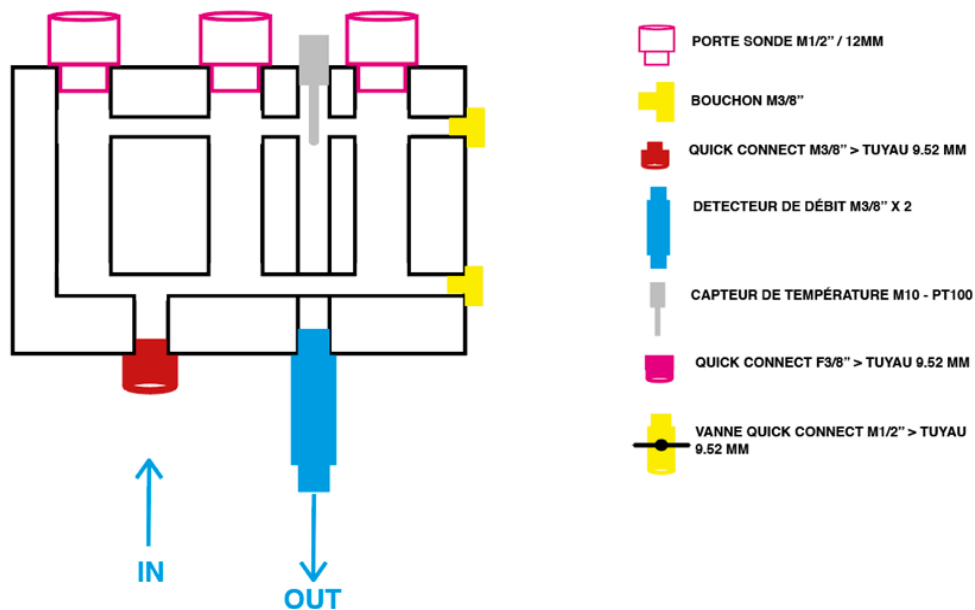 PORTE SONDE M1/2” / 12MM
BOUCHON M3/8”
QUICK CONNECT M3/8” > TUYAU 9.52 MM
DETECTEUR DE DÉBIT M3/8” X 2
CAPTEUR DE TEMPÉRATURE M10 - PT100
QUICK CONNECT F3/8” > TUYAU 9.52 MM
VANNE QUICK CONNECT M1/2” > TUYAU
9.52 MM
IN
OUT